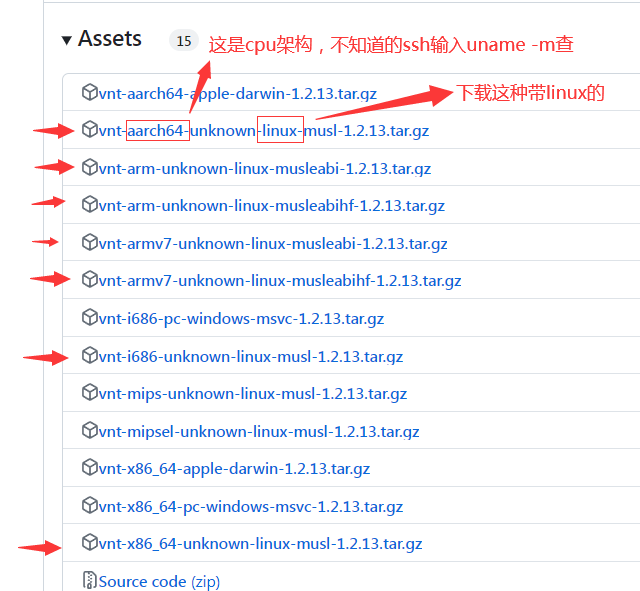 Assets 15
这是cpu架构，不知道的ssh输入uname -m查
vnt-aarch64-apple-darwin-1.2.13.tar.gz
下载这种带linux的
vnt-aarch64-unknown-linux-musl-1.2.13.tar.gz
vnt-arm-unknown-linux-musleabi-1.2.13.tar.gz
vnt-arm-unknown-linux-musleabihf-1.2.13.tar.gz
vnt-armv7-unknown-linux-musleabi-1.2.13.tar.gz
vnt-armv7-unknown-linux-musleabihf-1.2.13.tar.gz
vnt-i686-pc-windows-msvc-1.2.13.tar.gz
vnt-i686-unknown-linux-musl-1.2.13.tar.gz
vnt-mips-unknown-linux-musl-1.2.13.tar.gz
vnt-mipsel-unknown-linux-musl-1.2.13.tar.gz
vnt-x86_64-apple-darwin-1.2.13.tar.gz
vnt-x86_64-pc-windows-msvc-1.2.13.tar.gz
vnt-x86_64-unknown-linux-musl-1.2.13.tar.gz
Source code (zip)